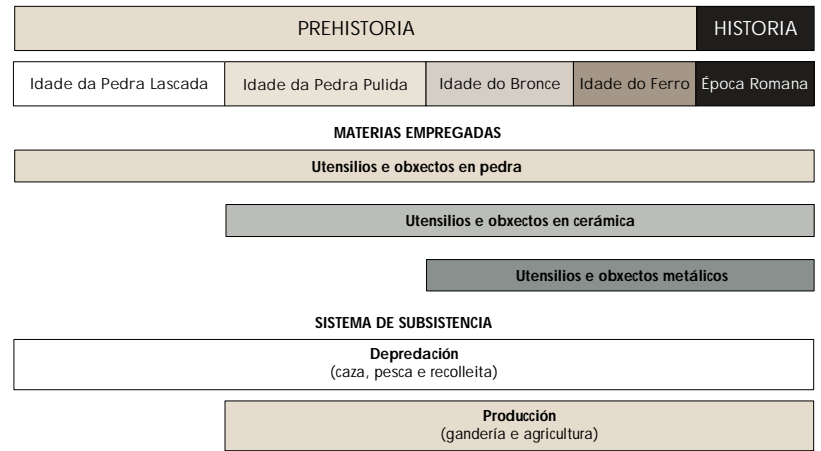 PREHISTORIA
HISTORIA
Idade da Pedra Lascada
Idade da Pedra Pulida
Idade do Bronce
Idade do Ferro
Época Romana
MATERIAS EMPREGADAS
Utensilios e obxectos en pedra
Utensilios e obxectos en cerámica
Utensilios e obxectos metálicos
SISTEMA DE SUBSISTENCIA
Depredación
(caza, pesca e recolleita)
Producción
(gandería e agricultura)